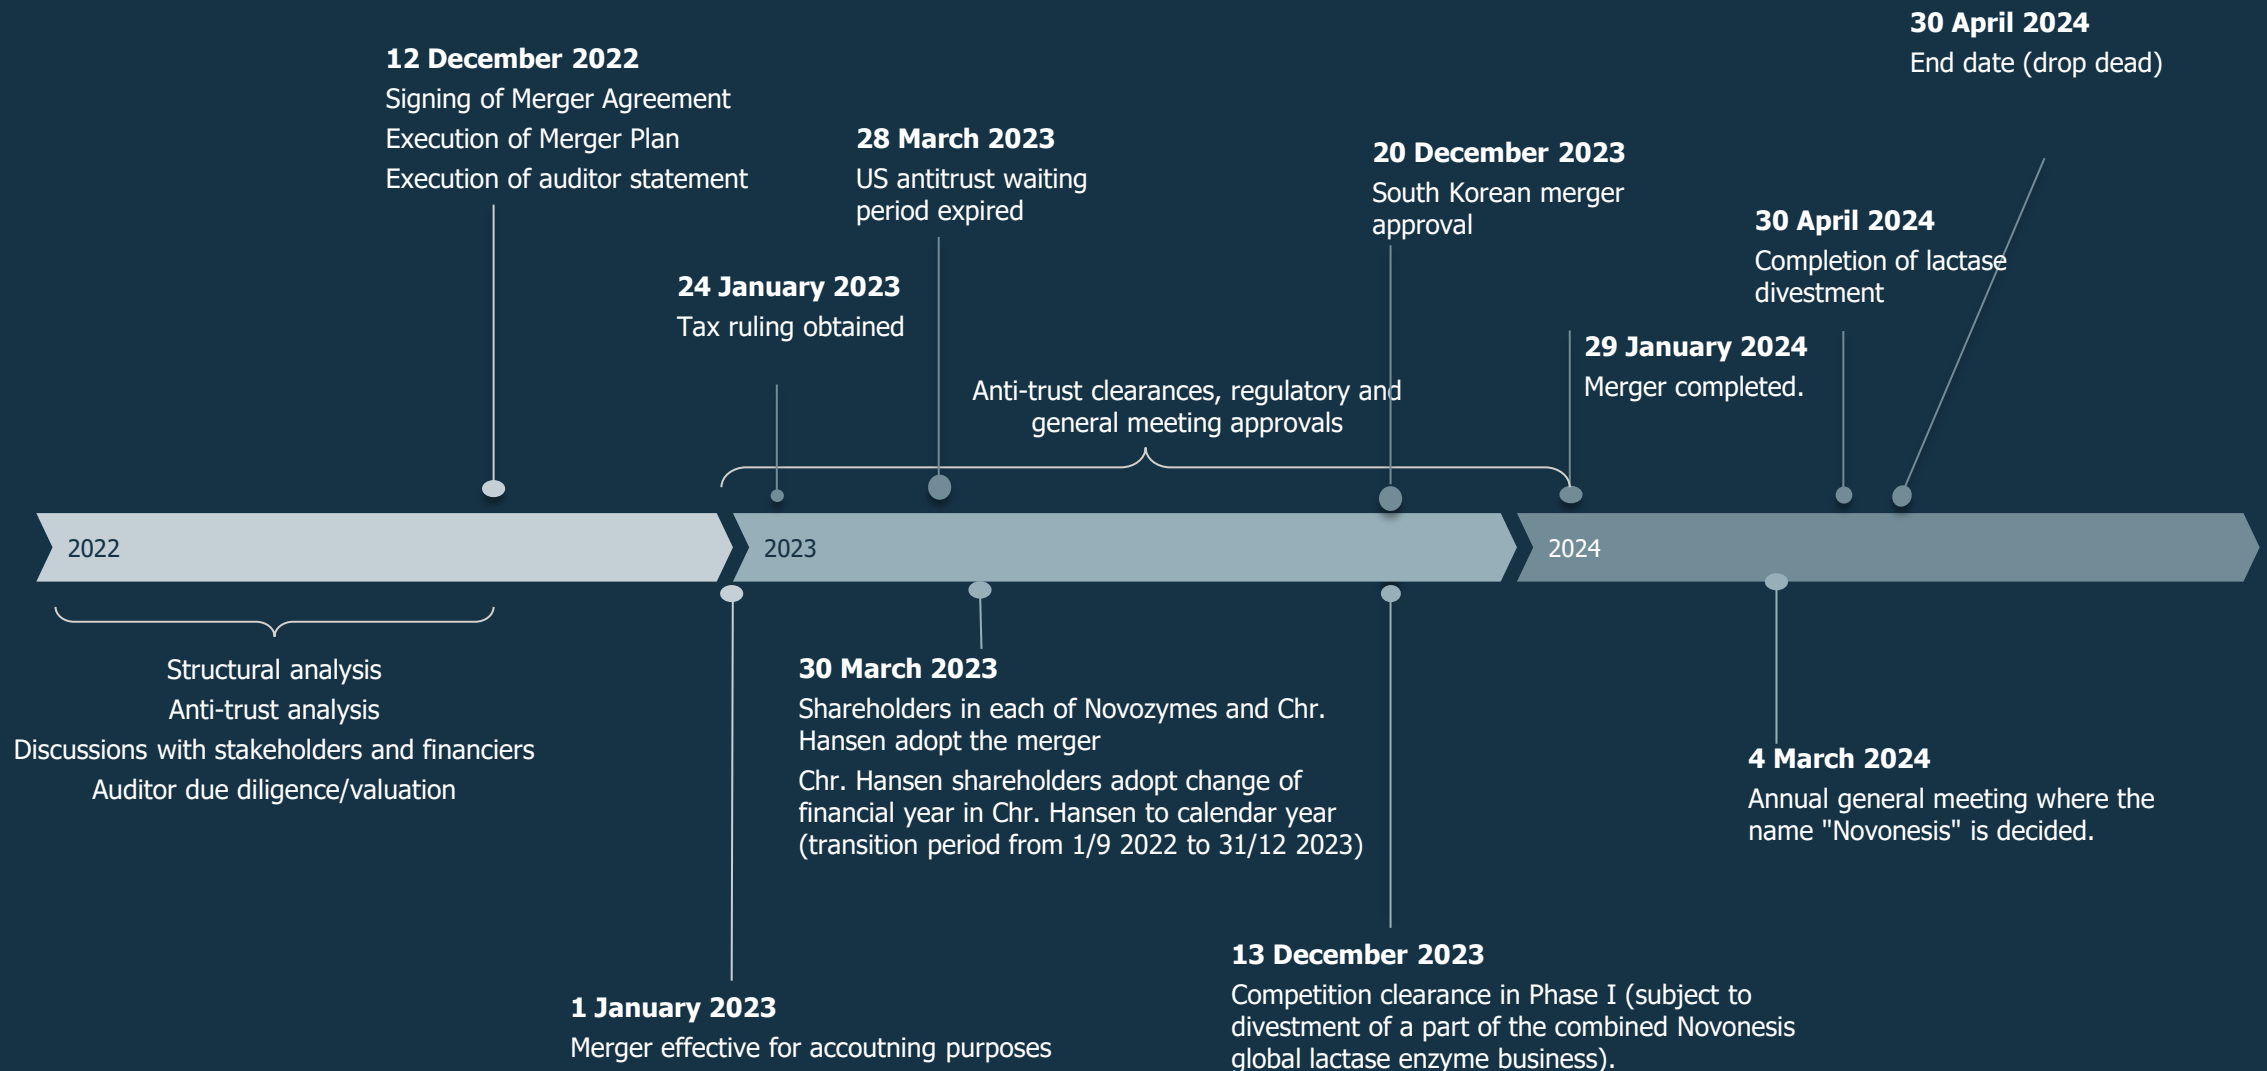 30 April 2024
End date (drop dead)
12 December 2022
Signing of Merger Agreement
Execution of Merger Plan
Execution of auditor statement
28 March 2023
US antitrust waiting
period expired
20 December 2023
South Korean merger
approval
30 April 2024
Completion of lactase
divestment
24 January 2023
Tax ruling obtained
29 January 2024
Merger completed.
Anti-trust clearances, regulatory and
general meeting approvals
2022
2023
2024
Structural analysis
Anti-trust analysis
Discussions with stakeholders and financiers
Auditor due diligence/valuation
30 March 2023
Shareholders in each of Novozymes and Chr.
Hansen adopt the merger
Chr. Hansen shareholders adopt change of
financial year in Chr. Hansen to calendar year
(transition period from 1/9 2022 to 31/12 2023)
4 March 2024
Annual general meeting where the
name "Novonesis" is decided.
13 December 2023
Competition clearance in Phase I (subject to
divestment of a part of the combined Novonesis
global lactase enzyme business).
1 January 2023
Merger effective for accoutning purposes